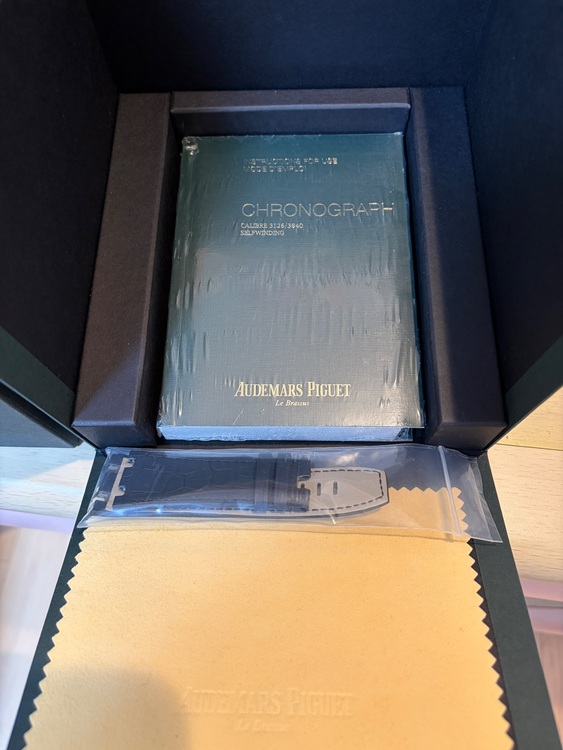 INSTRUCTIONS FOR USE
MODE D'EMPLOI
CHRONOGRAPH
CALIBRE 3126/3840
SELFWINDING
AUDEMARS PIGUET
Le Brassus
AUDEMARS PIGUET
Le Brassus